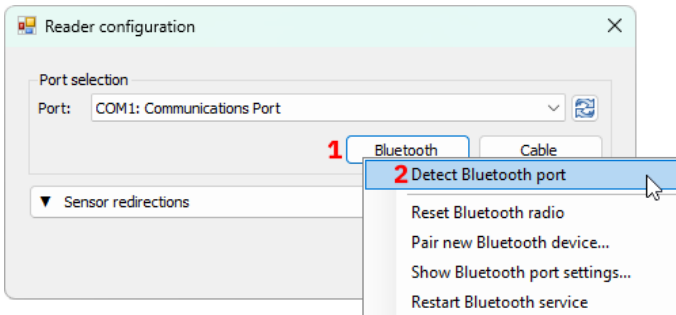 Reader configuration
Port selection
Port: COM1: Communications Port
1 Bluetooth Cable
2 Detect Bluetooth port
▼ Sensor redirections
Reset Bluetooth radio
Pair new Bluetooth device...
Show Bluetooth port settings...
Restart Bluetooth service